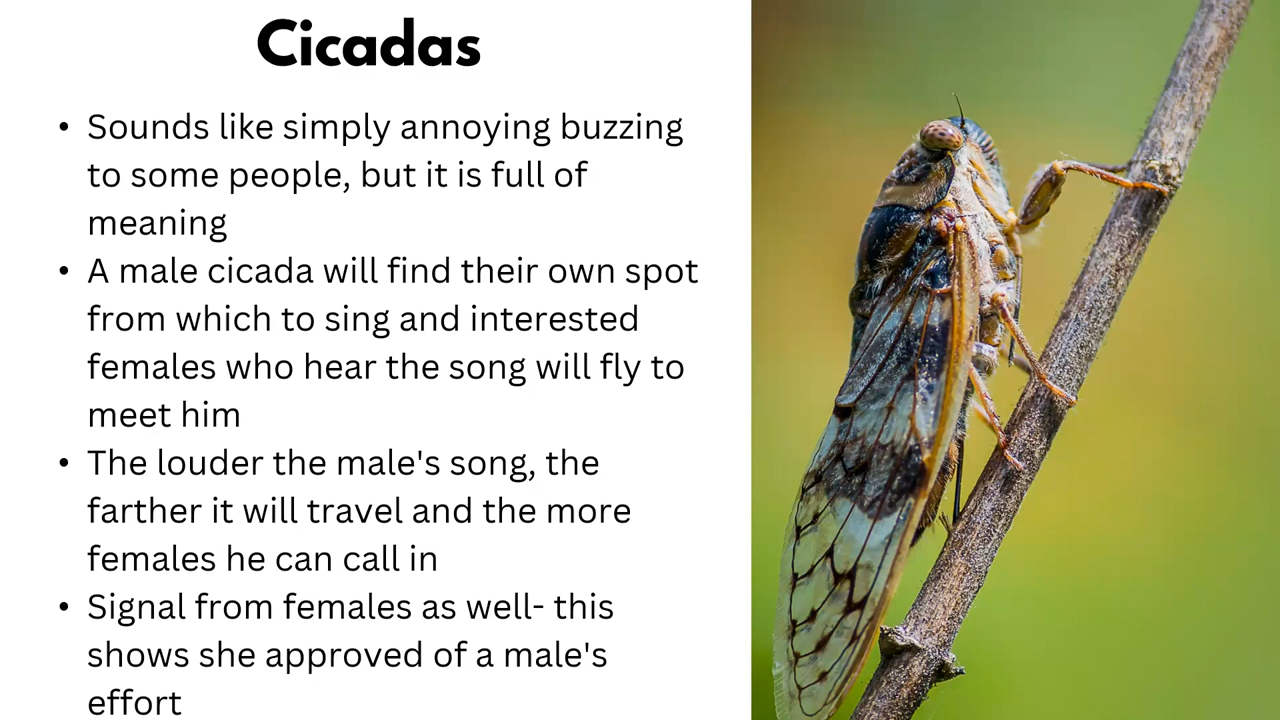 Cicadas
• Sounds like simply annoying buzzing
to some people, but it is full of
meaning
• A male cicada will find their own spot
from which to sing and interested
females who hear the song will fly to
meet him
• The louder the male's song, the
farther it will travel and the more
females he can call in
• Signal from females as well- this
shows she approved of a male's
effort